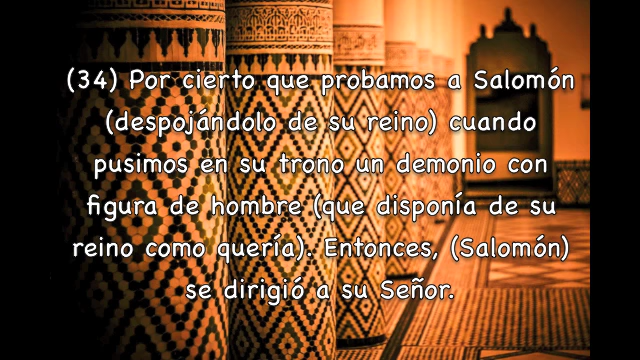 (34) Por cierto que probamos a Salomón
(despojándolo de su reino) cuando
pusimos en su trono un demonio con
figura de hombre (que disponía de su
reino como quería). Entonces, (Salomón)
se dirigió a su Señor.